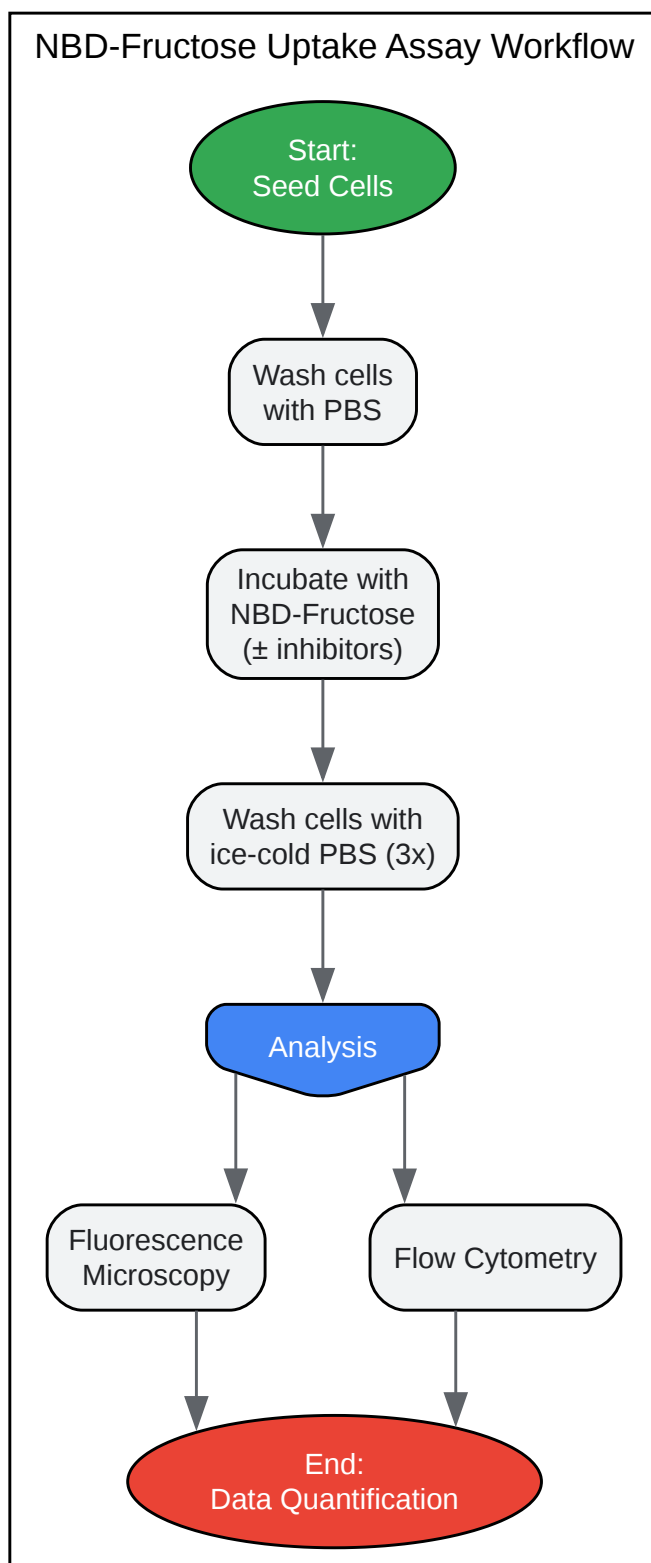 NBD-Fructose Uptake Assay Workflow
Start:
Seed Cells
Wash cells
with PBS
Incubate with
NBD-Fructose
(± inhibitors)
Wash cells with
ice-cold PBS (3x)
Analysis
Fluorescence
Microscopy
Flow Cytometry
End:
Data Quantification